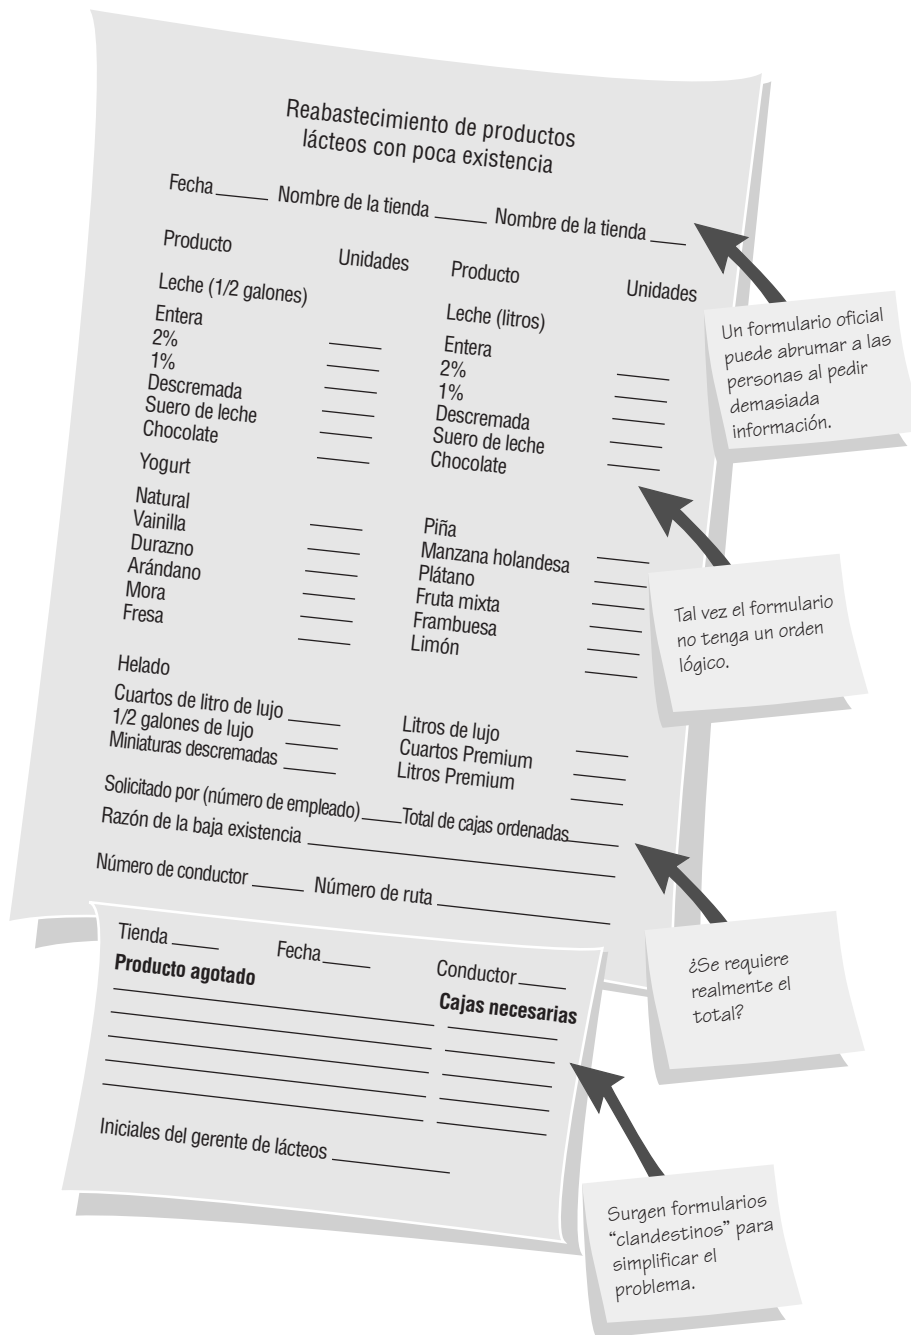 Reabastecimiento de productos
lácteos con poca existencia
Fecha Nombre de la tienda Nombre de la tienda
Producto Unidades
Leche (1/2 galones)
Entera
2%
1%
Descremada
Suero de leche
Chocolate
Yogurt
Natural
Vainilla
Durazno
Arándano
Mora
Fresa
Helado
Cuartos de litro de lujo
1/2 galones de lujo
Miniaturas descremadas
Producto Unidades
Leche (litros)
Entera
2%
1%
Descremada
Suero de leche
Chocolate
Piña
Manzana holandesa
Plátano
Fruta mixta
Frambuesa
Limón
Litros de lujo
Cuartos Premium
Litros Premium
Solicitado por (número de empleado) Total de cajas ordenadas
Razón de la baja existencia
Número de conductor Número de ruta
Un formulario oficial
puede abrumar a las
personas al pedir
demasiada
información.
Tal vez el formulario
no tenga un orden
lógico.
¿Se requiere
realmente el
total?
Tienda Fecha Conductor
Producto agotado Cajas necesarias
Iniciales del gerente de lácteos
Surgen formularios
“clandestinos” para
simplificar el
problema.